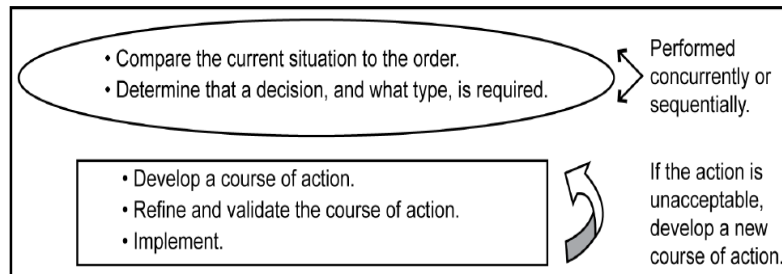 • Compare the current situation to the order.
• Determine that a decision, and what type, is required.
Performed
concurrently or
sequentially.
• Develop a course of action.
• Refine and validate the course of action.
• Implement.
If the action is
unacceptable,
develop a new
course of action.